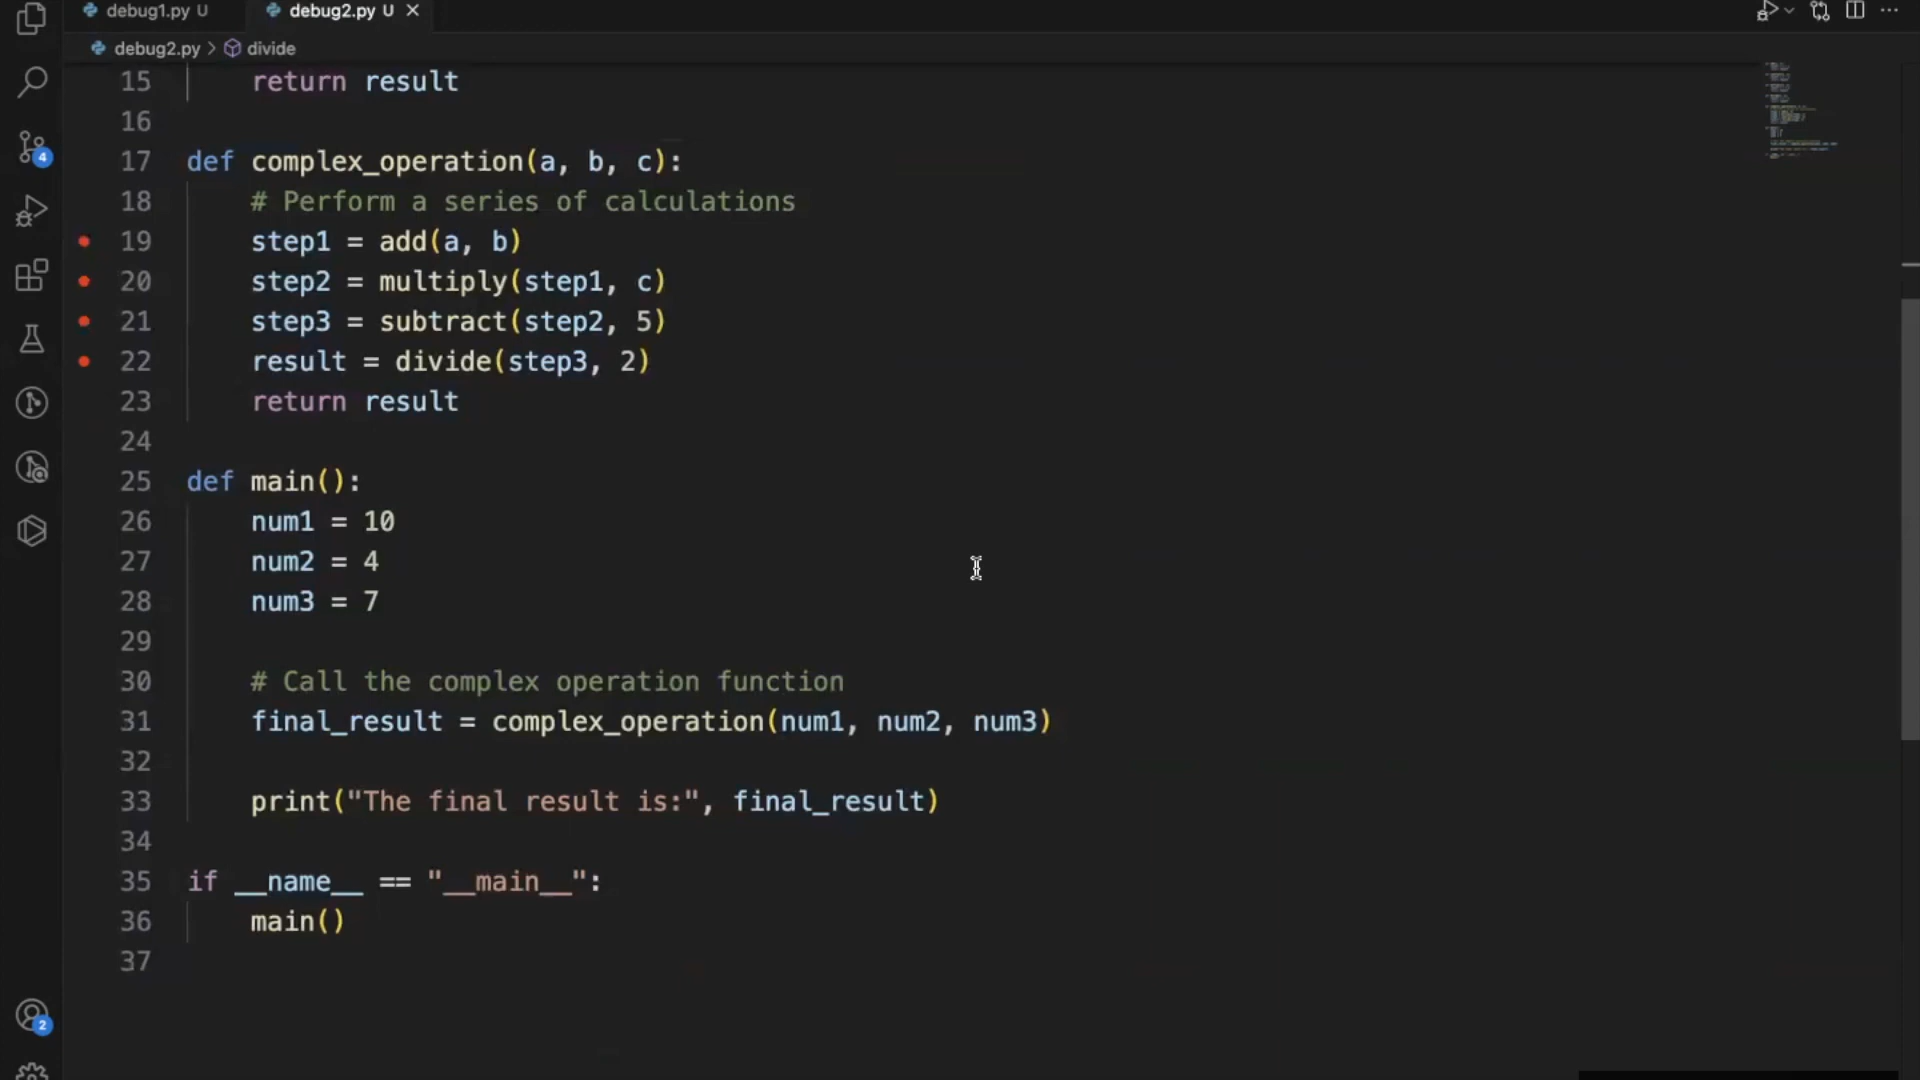 debug1.py U
debug2.py U
debug2.py > divide
15 return result
16
17 def complex_operation(a, b, c):
18 # Perform a series of calculations
19 step1 = add(a, b)
20 step2 = multiply(step1, c)
21 step3 = subtract(step2, 5)
22 result = divide(step3, 2)
23 return result
24
25 def main():
26 num1 = 10
27 num2 = 4
28 num3 = 7
29
30 # Call the complex operation function
31 final_result = complex_operation(num1, num2, num3)
32
33 print("The final result is:", final_result)
34
35 if __name__ == "__main__":
36 main()
37
4
2